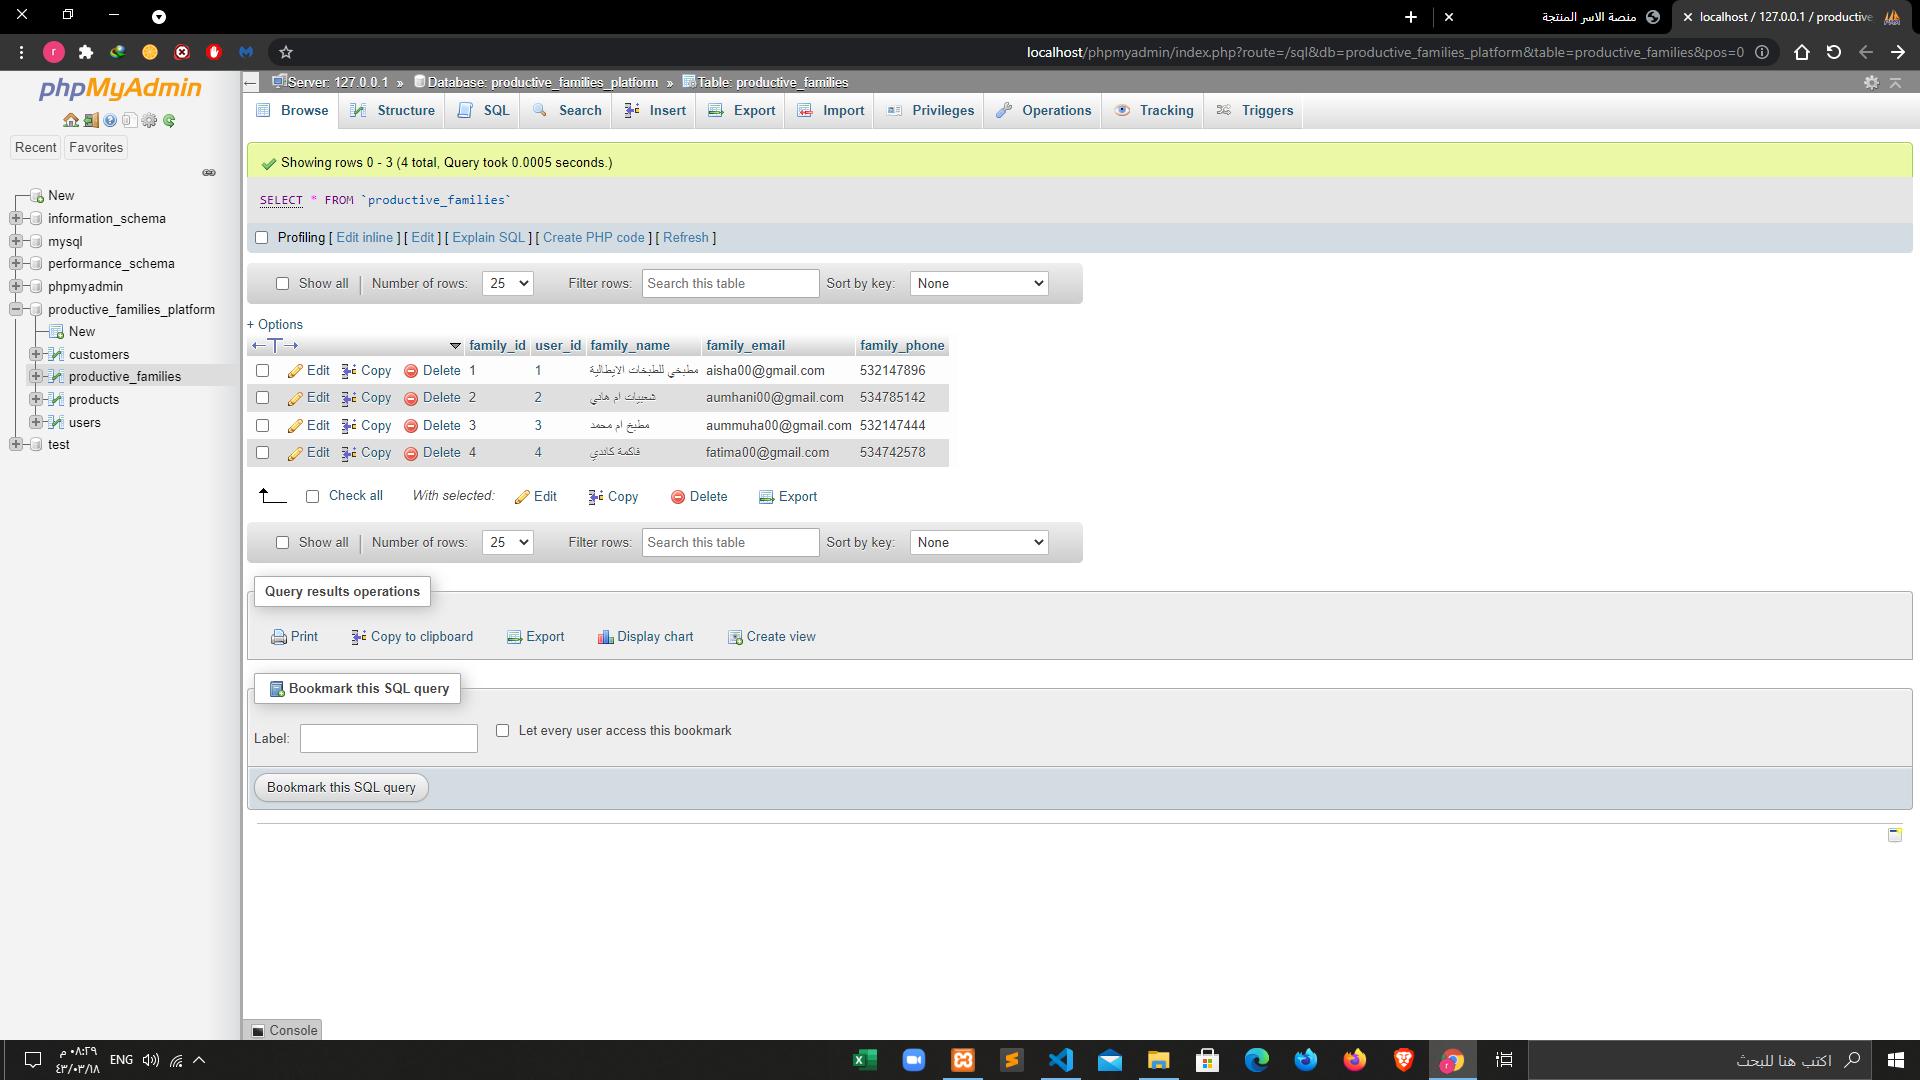 منصة الاسر المنتجة
localhost / 127.0.0.1 / productive
localhost/phpmyadmin/index.php?route=/sql&db=productive_families_platform&table=productive_families&pos=0
phpMyAdmin
Recent
Favorites
New
information_schema
mysql
performance_schema
phpmyadmin
productive_families_platform
New
customers
productive_families
products
users
test
Server: 127.0.0.1 » Database: productive_families_platform » Table: productive_families
Browse Structure SQL Search Insert Export Import Privileges Operations Tracking Triggers
Showing rows 0 - 3 (4 total, Query took 0.0005 seconds.)
SELECT * FROM `productive_families`
Profiling [ Edit inline ] [ Edit ] [ Explain SQL ] [ Create PHP code ] [ Refresh ]
Show all | Number of rows: 25 Filter rows: Search this table Sort by key: None
+ Options
family_id user_id family_name family_email family_phone
Edit Copy Delete 1 1 مطبخي للطبخات الايطالية aisha00@gmail.com 532147896
Edit Copy Delete 2 2 شعبيات ام هاني aumhani00@gmail.com 534785142
Edit Copy Delete 3 3 مطبخ ام محمد aummuha00@gmail.com 532147444
Edit Copy Delete 4 4 فاكمة كاندي fatima00@gmail.com 534742578
Check all With selected: Edit Copy Delete Export
Show all | Number of rows: 25 Filter rows: Search this table Sort by key: None
Query results operations
Print Copy to clipboard Export Display chart Create view
Bookmark this SQL query
Label: Let every user access this bookmark
Bookmark this SQL query
Console
٠٨:٢٩ م
٤٣/٠٣/١٨
ENG
اكتب هنا للبحث